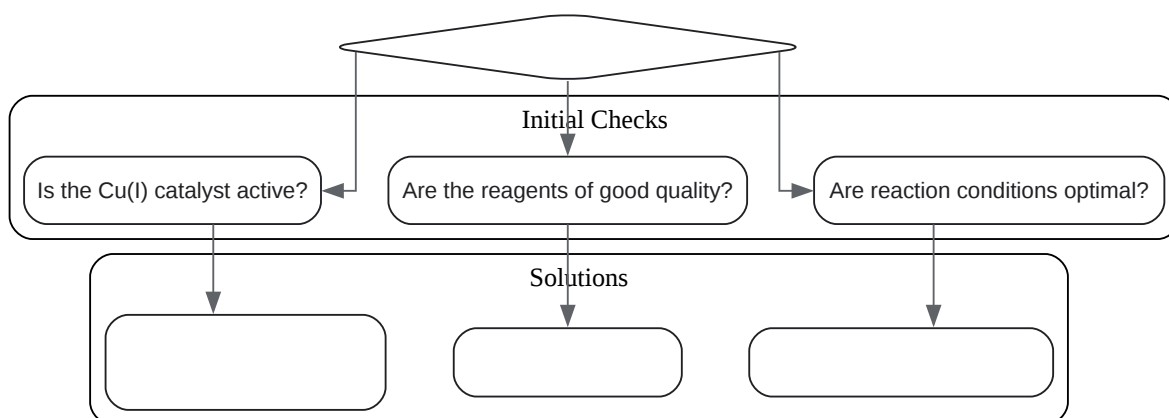 Initial Checks
Is the Cu(I) catalyst active?
Are the reagents of good quality?
Are reaction conditions optimal?
Solutions